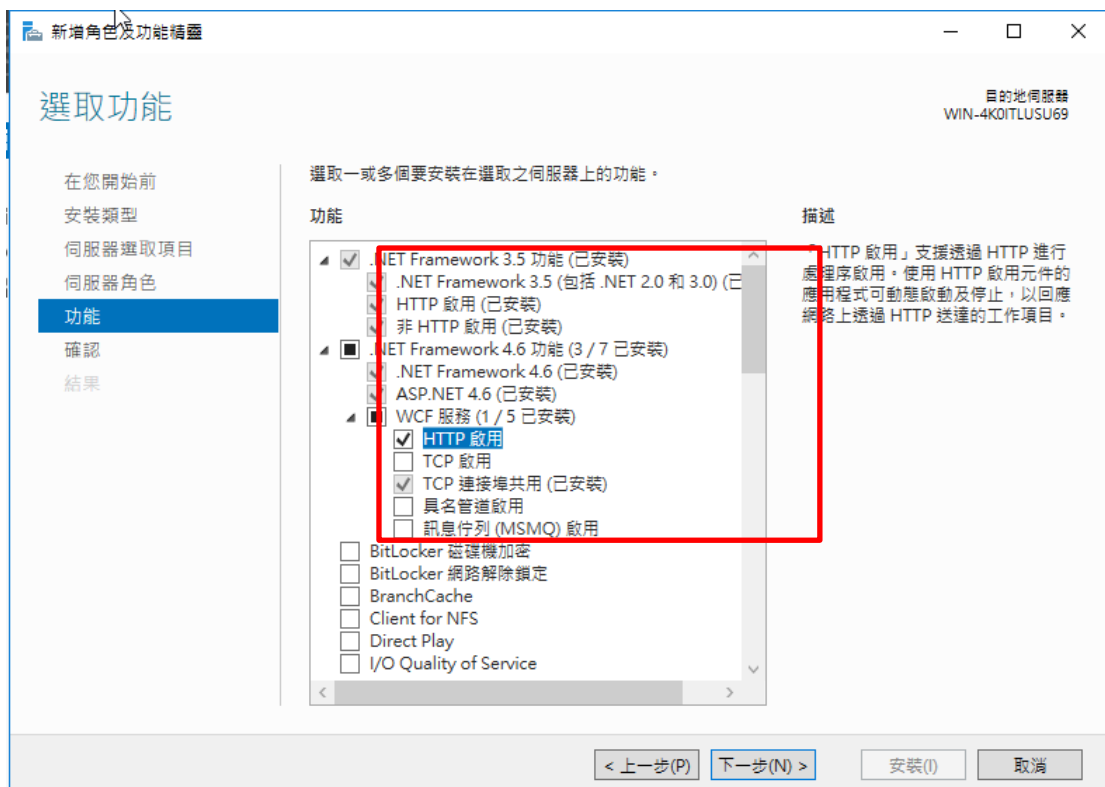 新增角色及功能精靈
選取功能
目的地伺服器
WIN-4K0ITLUSU69
在您開始前
安裝類型
伺服器選取項目
伺服器角色
功能
確認
結果
選取一或多個要安裝在選取之伺服器上的功能。
功能
.NET Framework 3.5 功能 (已安裝)
.NET Framework 3.5 (包括 .NET 2.0 和 3.0) (已
HTTP 啟用 (已安裝)
非 HTTP 啟用 (已安裝)
.NET Framework 4.6 功能 (3 / 7 已安裝)
.NET Framework 4.6 (已安裝)
ASP.NET 4.6 (已安裝)
WCF 服務 (1 / 5 已安裝)
HTTP 啟用
TCP 啟用
TCP 連接埠共用 (已安裝)
具名管道啟用
訊息佇列 (MSMQ) 啟用
BitLocker 磁碟機加密
BitLocker 網路解除鎖定
BranchCache
Client for NFS
Direct Play
I/O Quality of Service
描述
「HTTP 啟用」支援透過 HTTP 進行
處理序啟用。使用 HTTP 啟用元件的
應用程式可動態啟動及停止，以回應
網路上透過 HTTP 送達的工作項目。
< 上一步(P)
下一步(N) >
安裝(I)
取消